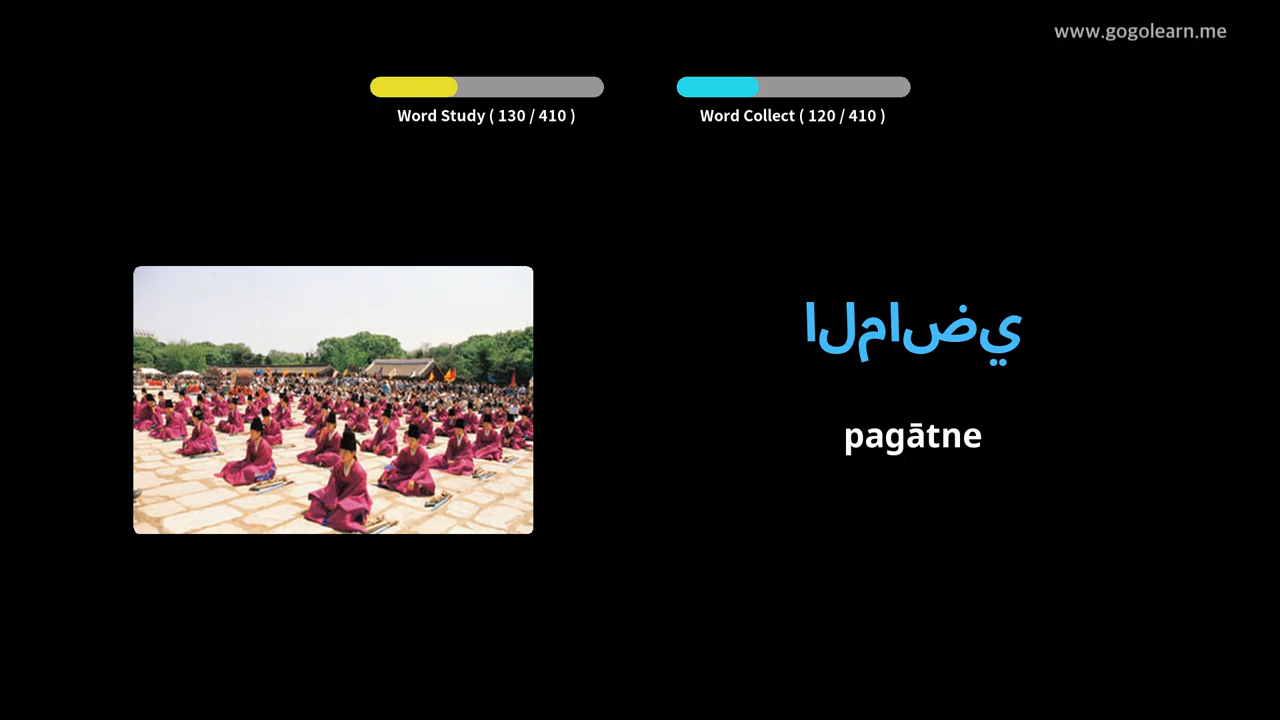 www.gogolearn.me
Word Study ( 130 / 410 )
Word Collect ( 120 / 410 )
الماضي
pagātne